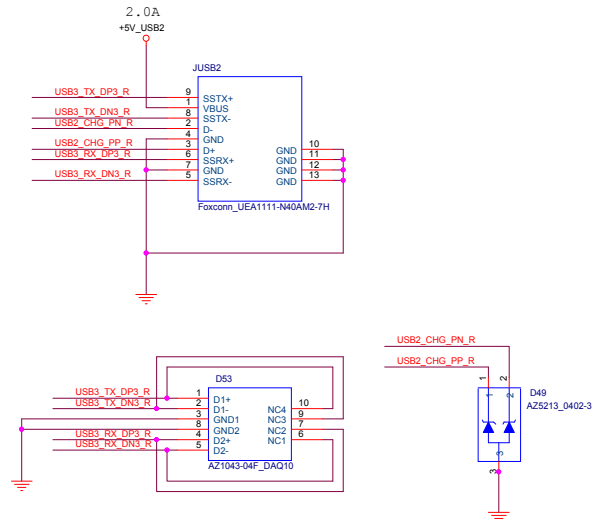 2.0A
+5V_USB2
JUSB2
USB3_TX_DP3_R 9 SSTX+
1 VBUS
USB3_TX_DN3_R 8 SSTX-
USB2_CHG_PN_R 2 D-
4 GND GND 10
USB2_CHG_PP_R 3 D+ GND 11
USB3_RX_DP3_R 6 SSRX+
7 GND GND 12
USB3_RX_DN3_R 5 SSRX- GND 13
Foxconn_UEA1111-N40AM2-7H
USB2_CHG_PN_R
USB2_CHG_PP_R
1 2
D49
1 2
AZ5213_0402-3
3
3
D53
USB3_TX_DP3_R 1 D1+ NC4 10
USB3_TX_DN3_R 2 D1- NC3 9
3 GND1
8 GND2 NC2 7
USB3_RX_DP3_R 4 D2+ NC1 6
USB3_RX_DN3_R 5 D2-
AZ1043-04F_DAQ10